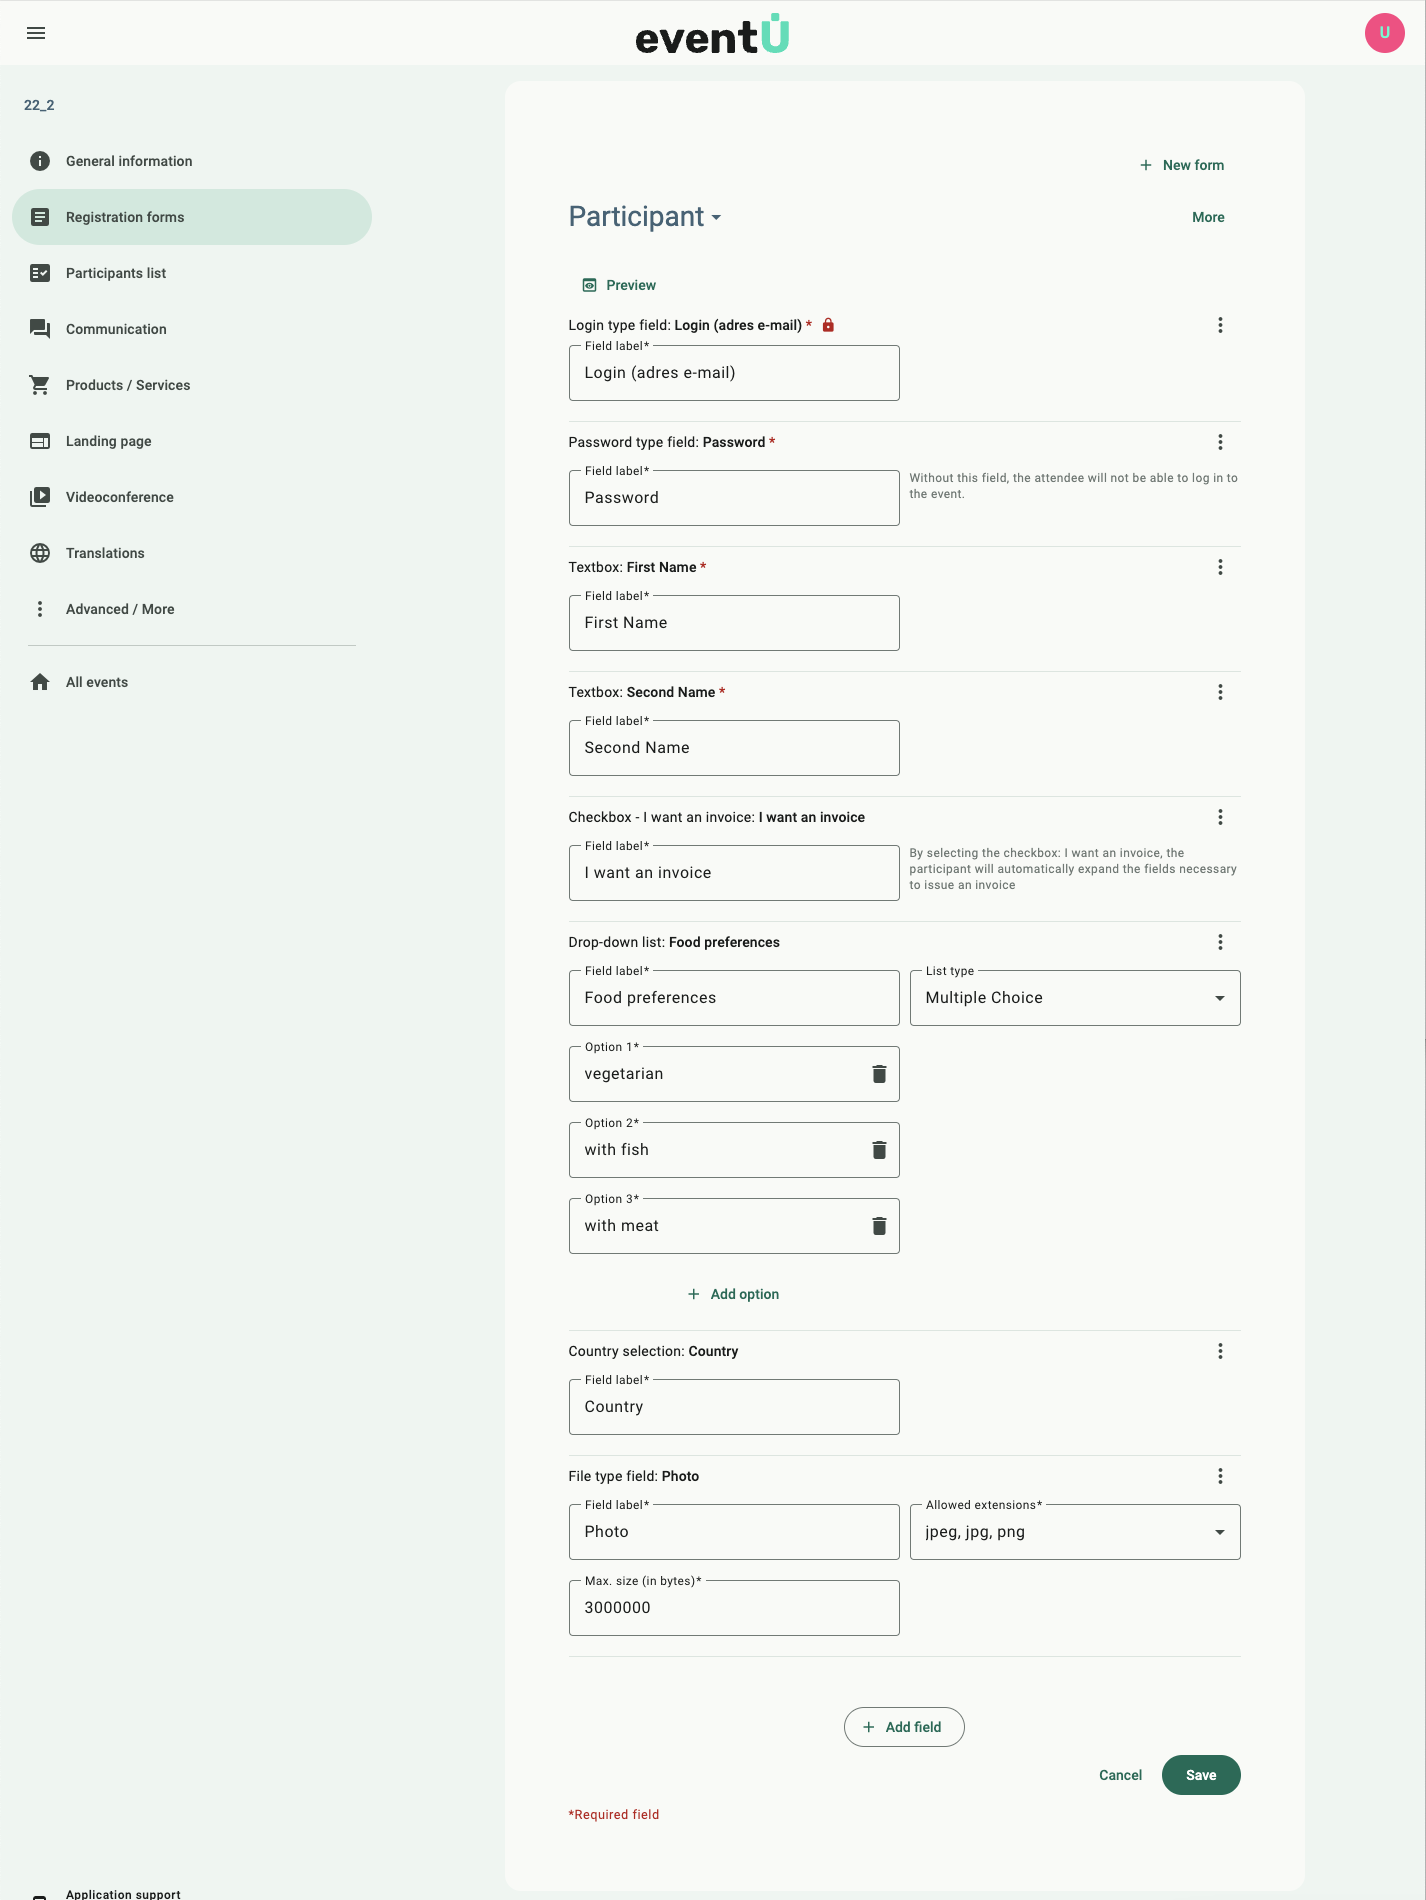 eventU
U
22_2
General information
Registration forms
Participants list
Communication
Products / Services
Landing page
Videoconference
Translations
Advanced / More
All events
Application support
+ New form
Participant
More
Preview
Login type field: Login (adres e-mail) *
Field label*
Login (adres e-mail)
Password type field: Password *
Field label*
Password
Without this field, the attendee will not be able to log in to
the event.
Textbox: First Name *
Field label*
First Name
Textbox: Second Name *
Field label*
Second Name
Checkbox - I want an invoice: I want an invoice
Field label*
I want an invoice
By selecting the checkbox: I want an invoice, the
participant will automatically expand the fields necessary
to issue an invoice
Drop-down list: Food preferences
Field label*
Food preferences
List type
Multiple Choice
Option 1*
vegetarian
Option 2*
with fish
Option 3*
with meat
+ Add option
Country selection: Country
Field label*
Country
File type field: Photo
Field label*
Photo
Allowed extensions*
jpeg, jpg, png
Max. size (in bytes)*
3000000
+ Add field
Cancel
Save
*Required field